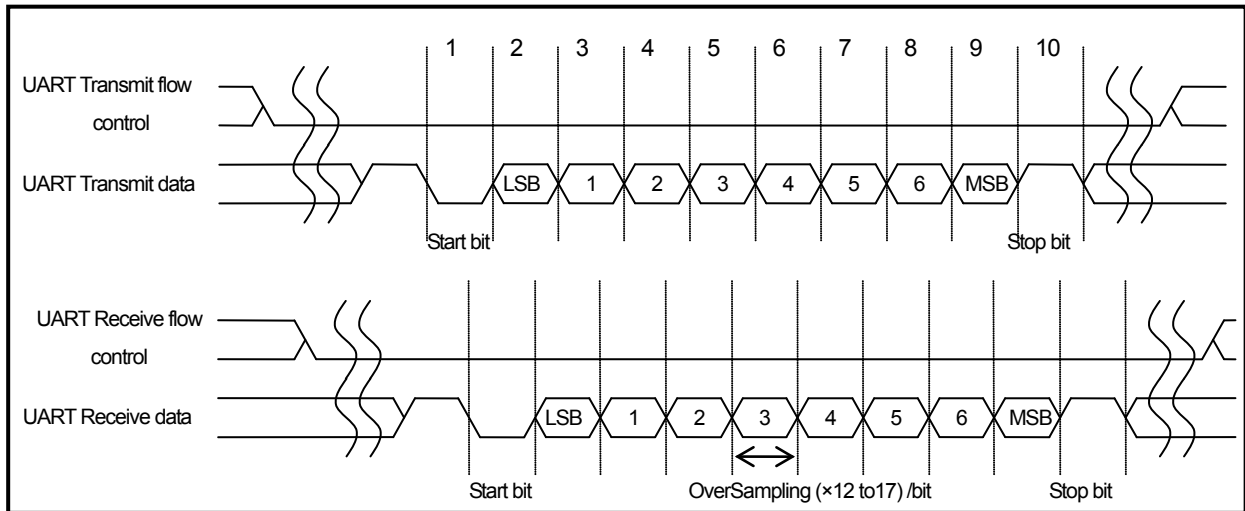 1 2 3 4 5 6 7 8 9 10
UART Transmit flow
control
UART Transmit data
LSB 1 2 3 4 5 6 MSB
Start bit Stop bit
UART Receive flow
control
UART Receive data
LSB 1 2 3 4 5 6 MSB
Start bit OverSampling (×12 to17) /bit Stop bit